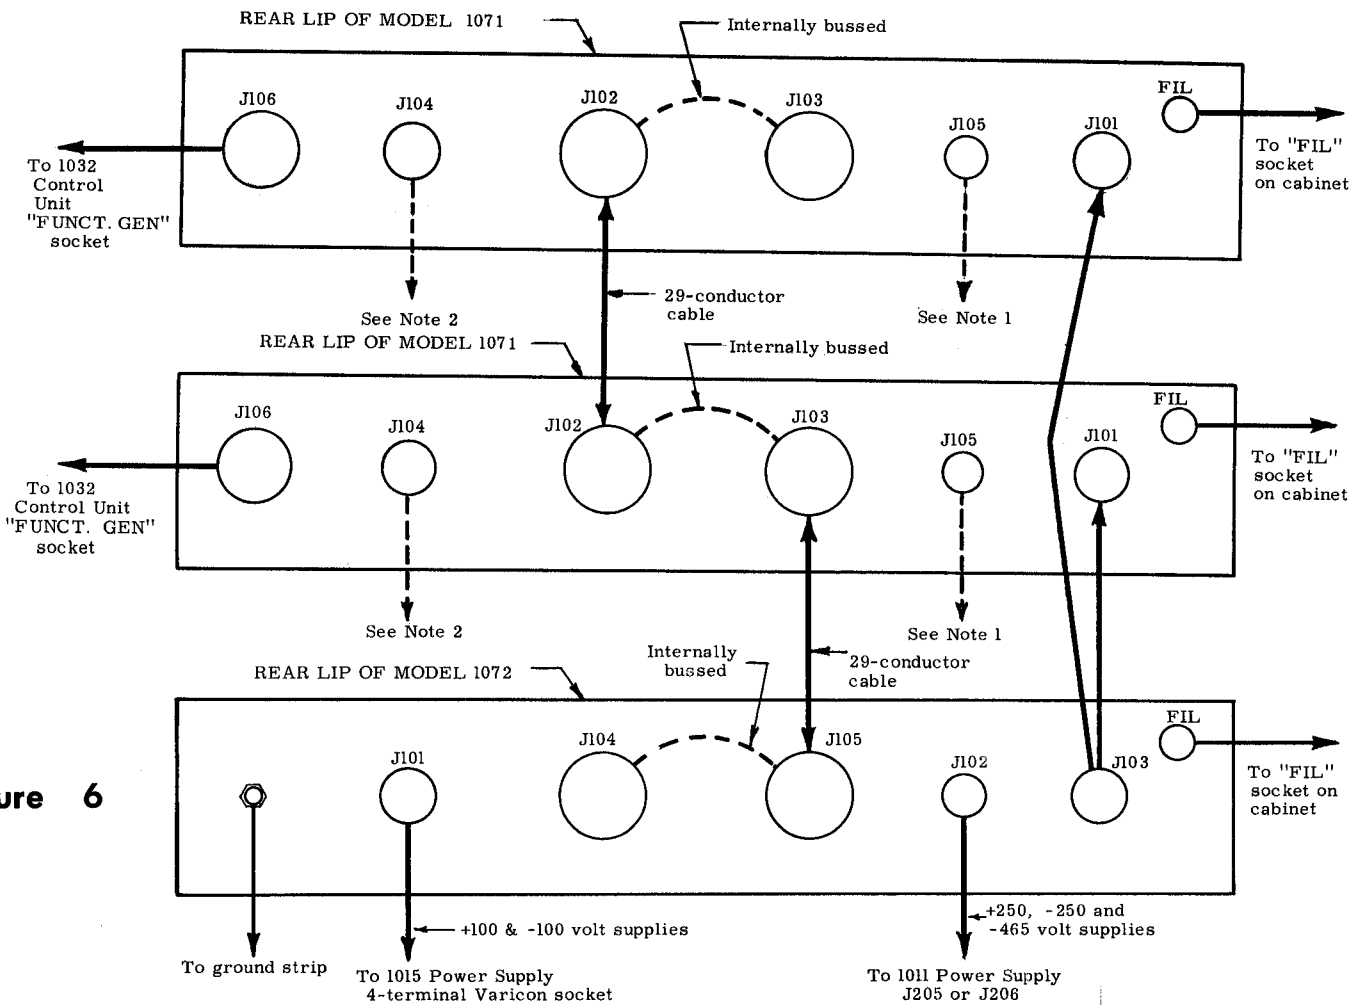 REAR LIP OF MODEL 1071
Internally bussed
J106
J104
J102
J103
J105
J101
FIL
To 1032
Control
Unit
"FUNCT. GEN"
socket
To "FIL"
socket
on cabinet
29-conductor
cable
See Note 2
See Note 1
REAR LIP OF MODEL 1071
Internally bussed
J106
J104
J102
J103
J105
J101
FIL
To 1032
Control Unit
"FUNCT. GEN"
socket
To "FIL"
socket
on cabinet
See Note 2
See Note 1
Internally
bussed
29-conductor
cable
REAR LIP OF MODEL 1072
J101
J104
J105
J102
J103
FIL
To "FIL"
socket on
cabinet
ure 6
+100 & -100 volt supplies
+250, -250 and
-465 volt supplies
To ground strip
To 1015 Power Supply
4-terminal Varicon socket
To 1011 Power Supply
J205 or J206